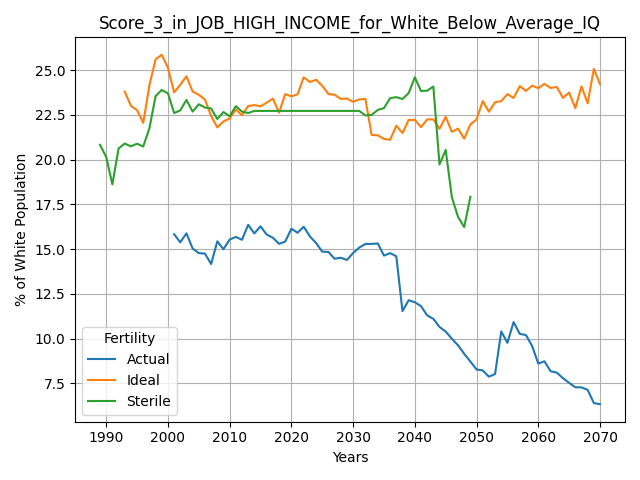 Score_3_in_JOB_HIGH_INCOME_for_White_Below_Average_IQ
% of White Population
25.0
22.5
20.0
17.5
15.0
12.5
10.0
7.5
Fertility
Actual
Ideal
Sterile
1990 2000 2010 2020 2030 2040 2050 2060 2070
Years